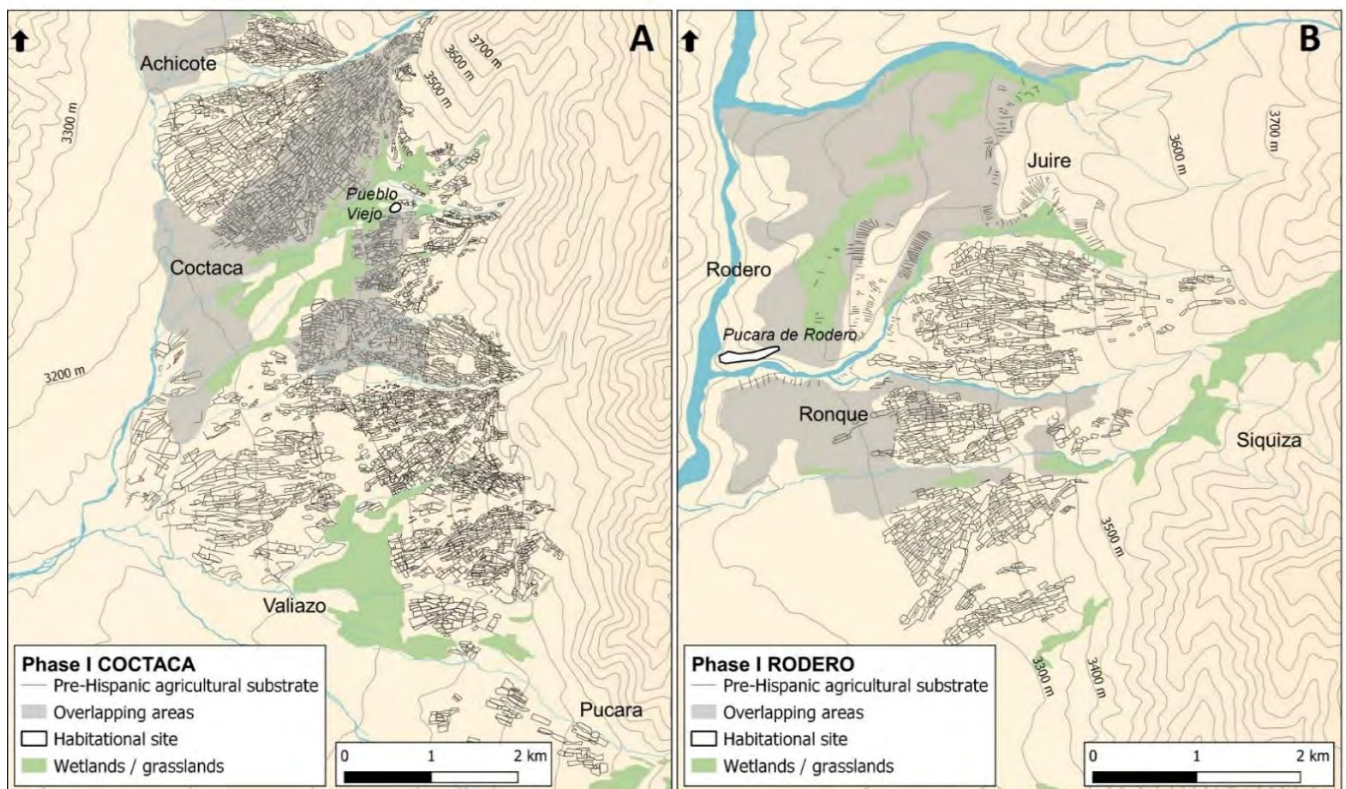 A
Achicote
3700 m
3600 m
3500 m
3300 m
Pueblo
Viejo
Coctaca
3200 m
Valiazo
Pucara
Phase I COCTACA
Pre-Hispanic agricultural substrate
Overlapping areas
Habitational site
Wetlands / grasslands
0 1 2 km
B
3700 m
3600 m
Juire
Rodero
Pucara de Rodero
Ronque
Siquiza
3500 m
3300 m
3400 m
Phase I RODERO
Pre-Hispanic agricultural substrate
Overlapping areas
Habitational site
Wetlands / grasslands
0 1 2 km